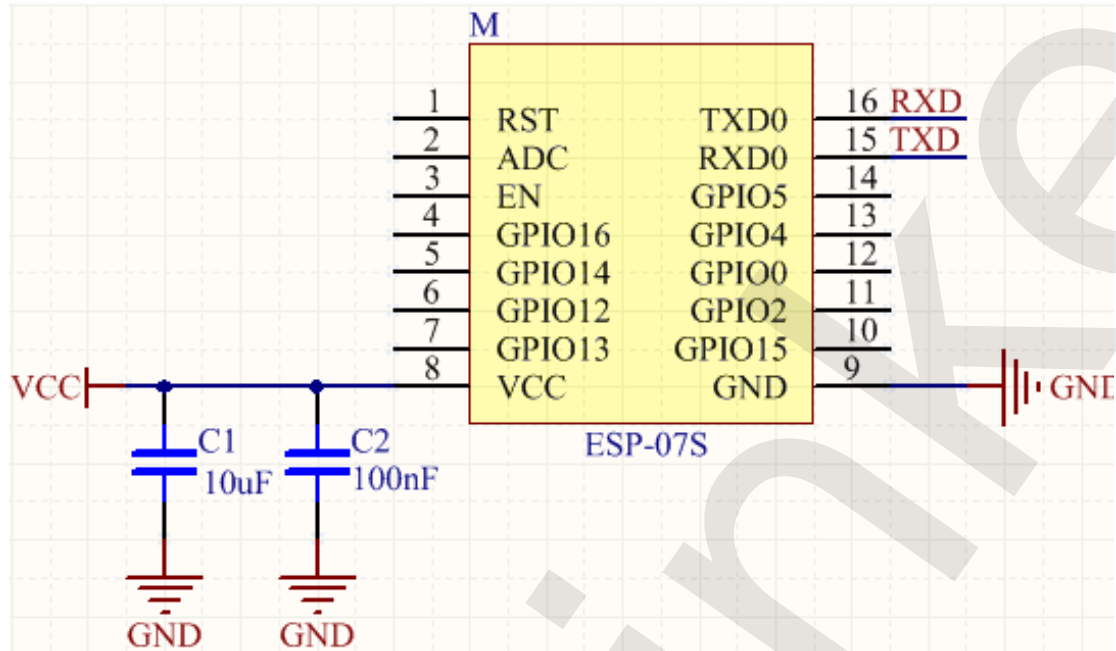 M
1 RST TXD0 16 RXD
2 ADC RXD0 15 TXD
3 EN GPIO5 14
4 GPIO16 GPIO4 13
5 GPIO14 GPIO0 12
6 GPIO12 GPIO2 11
7 GPIO13 GPIO15 10
VCC 8 VCC GND 9 GND
ESP-07S
C1 C2
10uF 100nF
GND GND